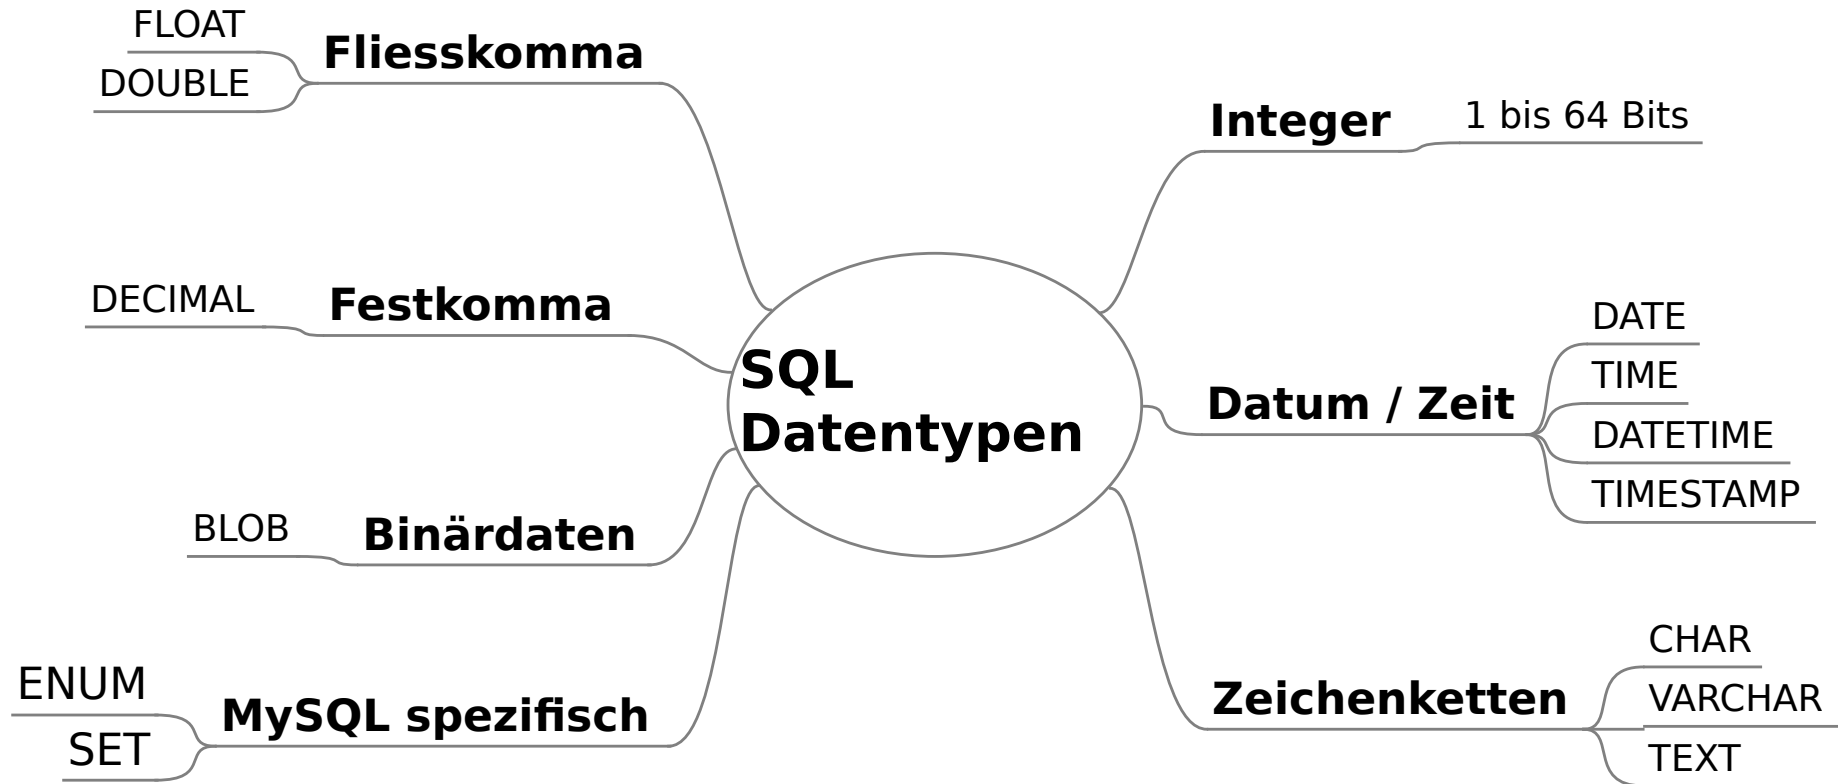 SQL
Datentypen
Fliesskomma
FLOAT
DOUBLE
Festkomma
DECIMAL
Binärdaten
BLOB
MySQL spezifisch
ENUM
SET
Integer
1 bis 64 Bits
Datum / Zeit
DATE
TIME
DATETIME
TIMESTAMP
Zeichenketten
CHAR
VARCHAR
TEXT